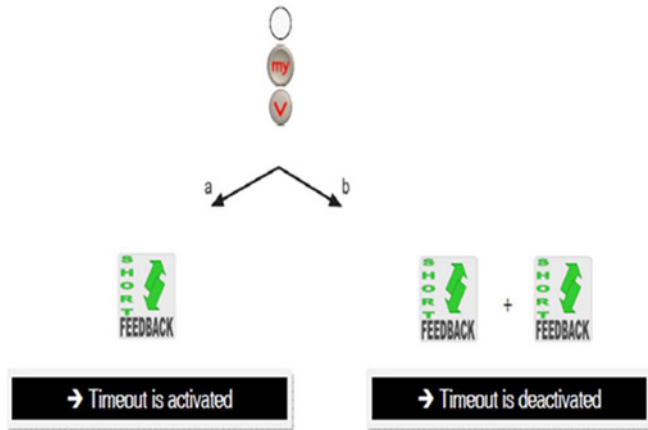 my
V
a
b
SHORT
FEEDBACK
SHORT
FEEDBACK
+
SHORT
FEEDBACK
→ Timeout is activated
→ Timeout is deactivated